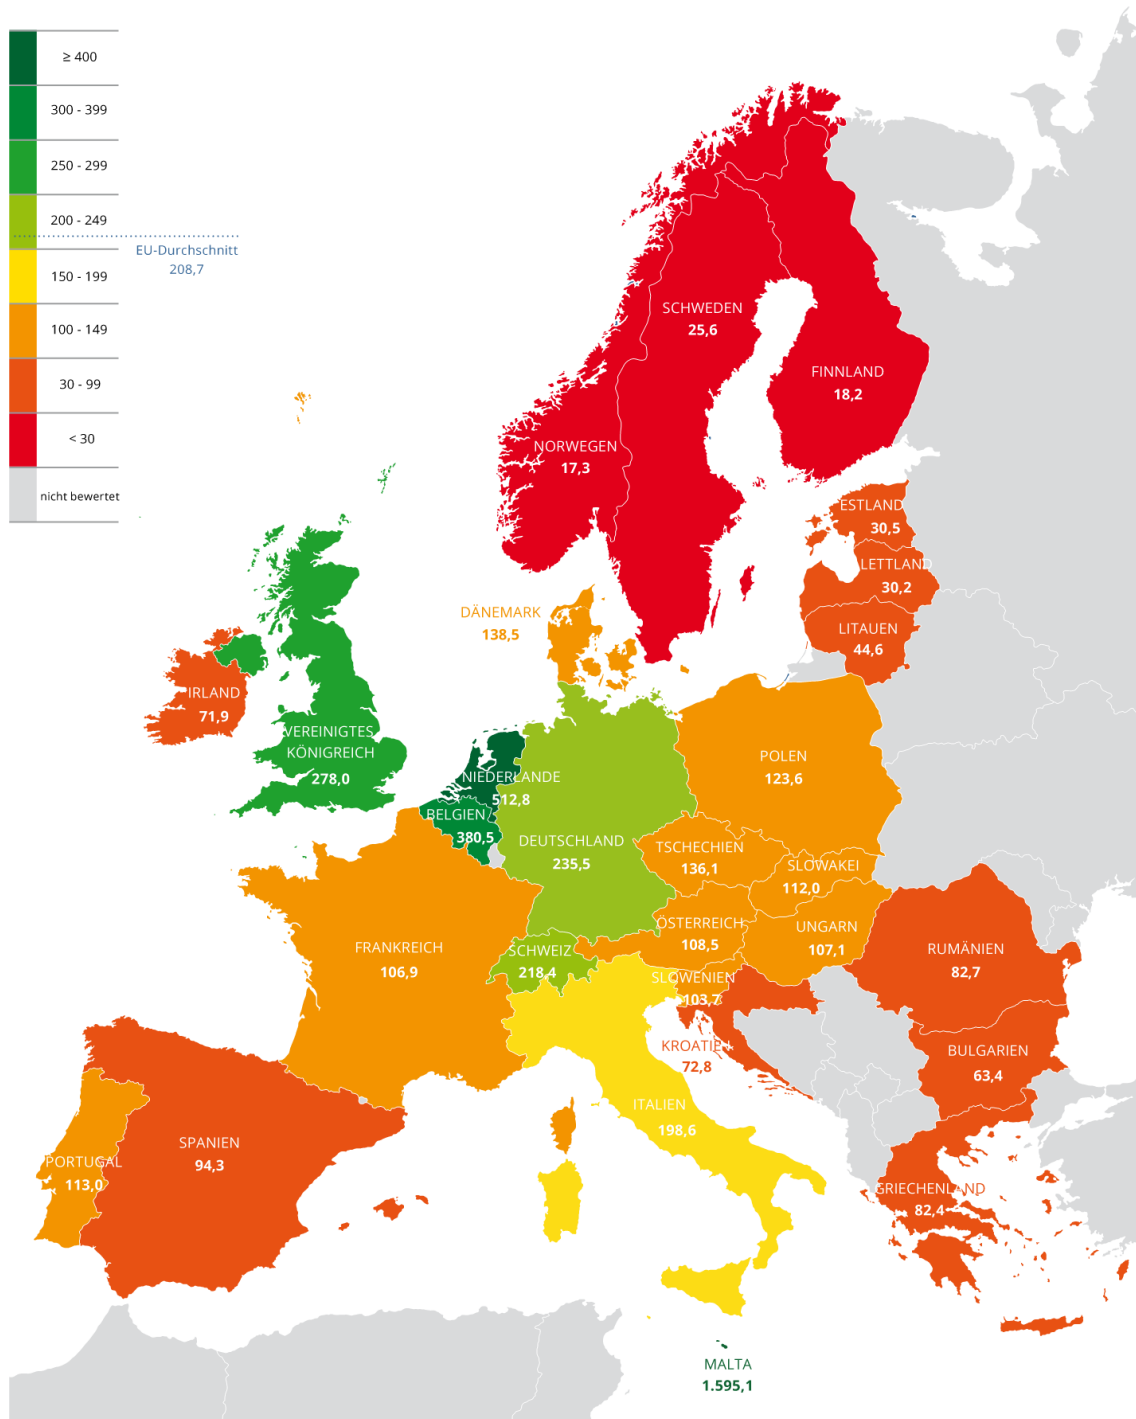 ≥ 400
300 - 399
250 - 299
200 - 249
EU-Durchschnitt
208,7
150 - 199
100 - 149
30 - 99
< 30
nicht bewertet
SCHWEDEN
25,6
FINNLAND
18,2
NORWEGEN
17,3
ESTLAND
30,5
LETTLAND
30,2
LITAUEN
44,6
DÄNEMARK
138,5
IRLAND
71,9
VEREINIGTES
KÖNIGREICH
278,0
NIEDERLANDE
512,8
BELGIEN
380,5
POLEN
123,6
DEUTSCHLAND
235,5
TSCHECHIEN
136,1
SLOWAKEI
112,0
ÖSTERREICH
108,5
UNGARN
107,1
FRANKREICH
106,9
SCHWEIZ
218,4
SLOWENIEN
103,7
RUMÄNIEN
82,7
KROATIEN
72,8
BULGARIEN
63,4
ITALIEN
198,6
SPANIEN
94,3
PORTUGAL
113,0
GRIECHENLAND
82,4
MALTA
1.595,1